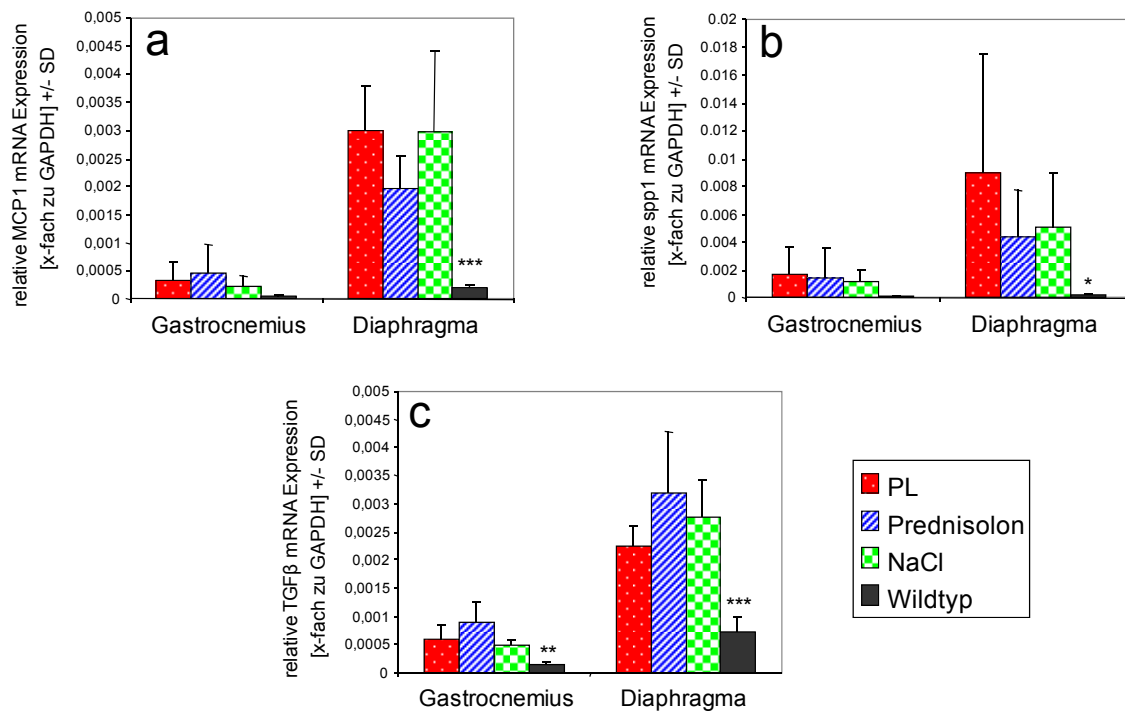 a
relative MCP1 mRNA Expression
[x-fach zu GAPDH] +/- SD
0,005
0,0045
0,004
0,0035
0,003
0,0025
0,002
0,0015
0,001
0,0005
0
***
Gastrocnemius Diaphragma
b
relative spp1 mRNA Expression
[x-fach zu GAPDH] +/- SD
0.02
0.018
0.016
0.014
0.012
0.01
0.008
0.006
0.004
0.002
0
*
Gastrocnemius Diaphragma
c
relative TGFβ mRNA Expression
[x-fach zu GAPDH] +/- SD
0,005
0,0045
0,004
0,0035
0,003
0,0025
0,002
0,0015
0,001
0,0005
0
**
***
Gastrocnemius Diaphragma
PL
Prednisolon
NaCl
Wildtyp